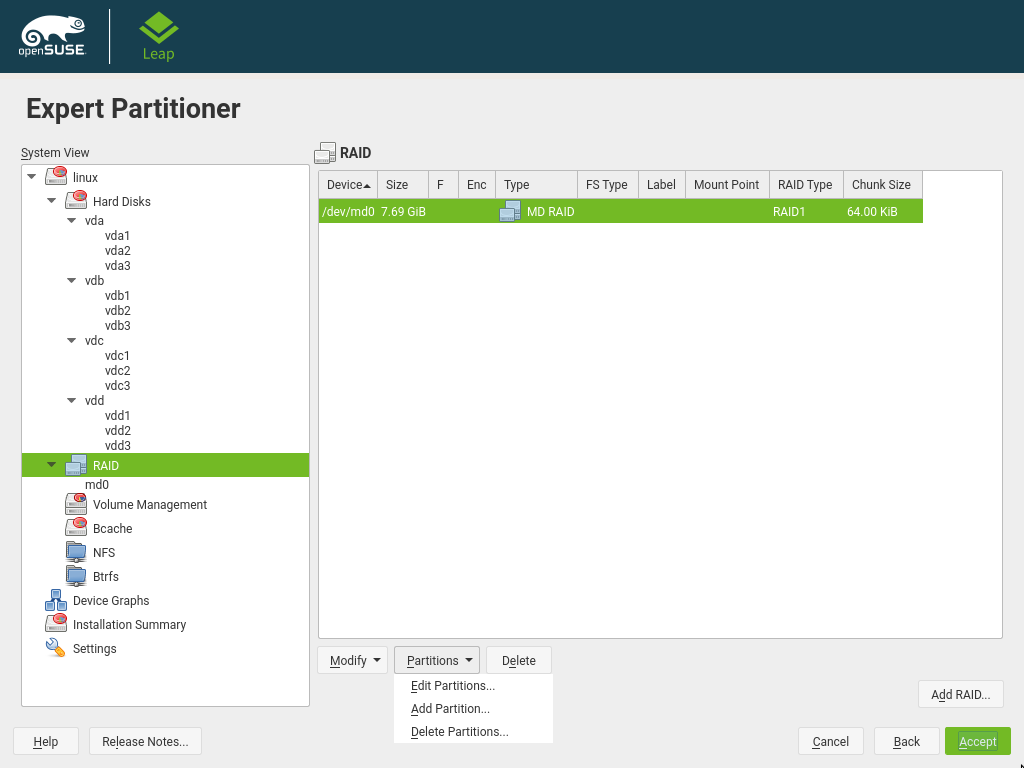 openSUSE
Leap
Expert Partitioner
System View
linux
Hard Disks
vda
vda1
vda2
vda3
vdb
vdb1
vdb2
vdb3
vdc
vdc1
vdc2
vdc3
vdd
vdd1
vdd2
vdd3
RAID
md0
Volume Management
Bcache
NFS
Btrfs
Device Graphs
Installation Summary
Settings
RAID
Device Size F Enc Type FS Type Label Mount Point RAID Type Chunk Size
/dev/md0 7.69 GiB MD RAID RAID1 64.00 KiB
Modify Partitions Delete
Edit Partitions...
Add Partition...
Delete Partitions...
Add RAID...
Help Release Notes... Cancel Back Accept